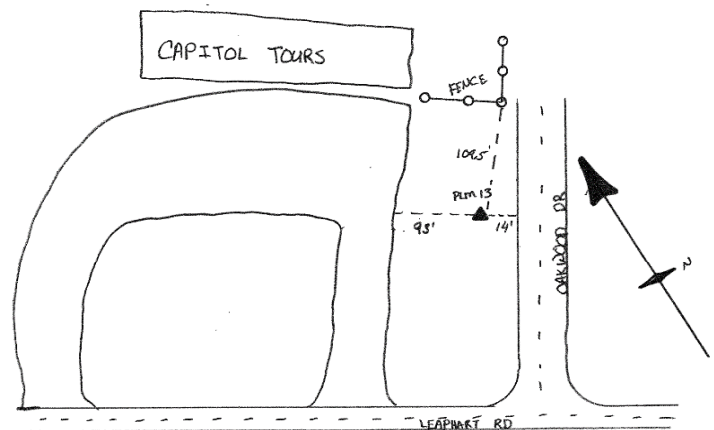 CAPITOL TOURS
FENCE
109.5'
PLM 13
93'
14'
OAKWOOD DR
N
LEAPHART RD